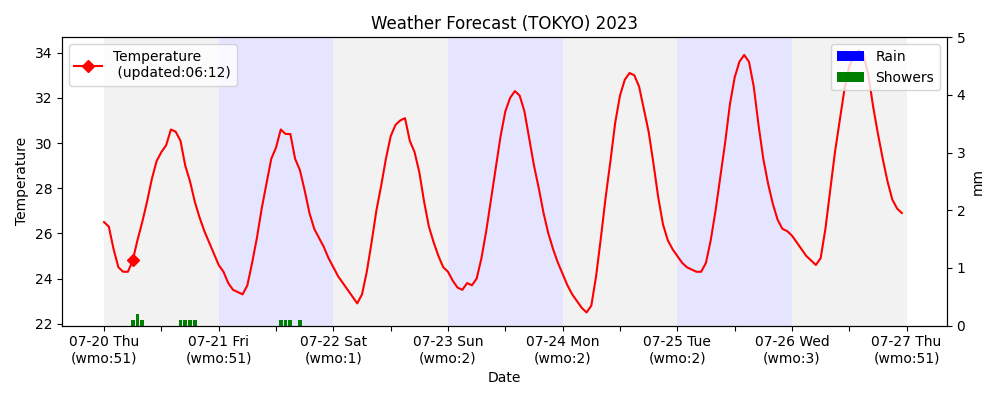 Weather Forecast (TOKYO) 2023
Temperature
(updated:06:12)
Rain
Showers
34
32
30
28
26
24
22
Temperature
5
4
3
2
1
0
mm
07-20 Thu
(wmo:51)
07-21 Fri
(wmo:51)
07-22 Sat
(wmo:1)
07-23 Sun
(wmo:2)
07-24 Mon
(wmo:2)
07-25 Tue
(wmo:2)
07-26 Wed
(wmo:3)
07-27 Thu
(wmo:51)
Date